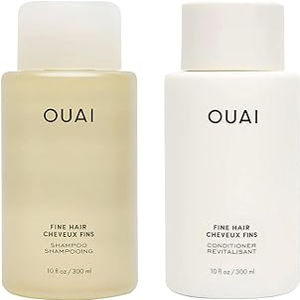 OUAI
FINE HAIR
CHEVEUX FINS
SHAMPOO
SHAMPOOING
10 fl oz / 300 ml
OUAI
FINE HAIR
CHEVEUX FINS
CONDITIONER
REVITALISANT
10 fl oz / 300 ml